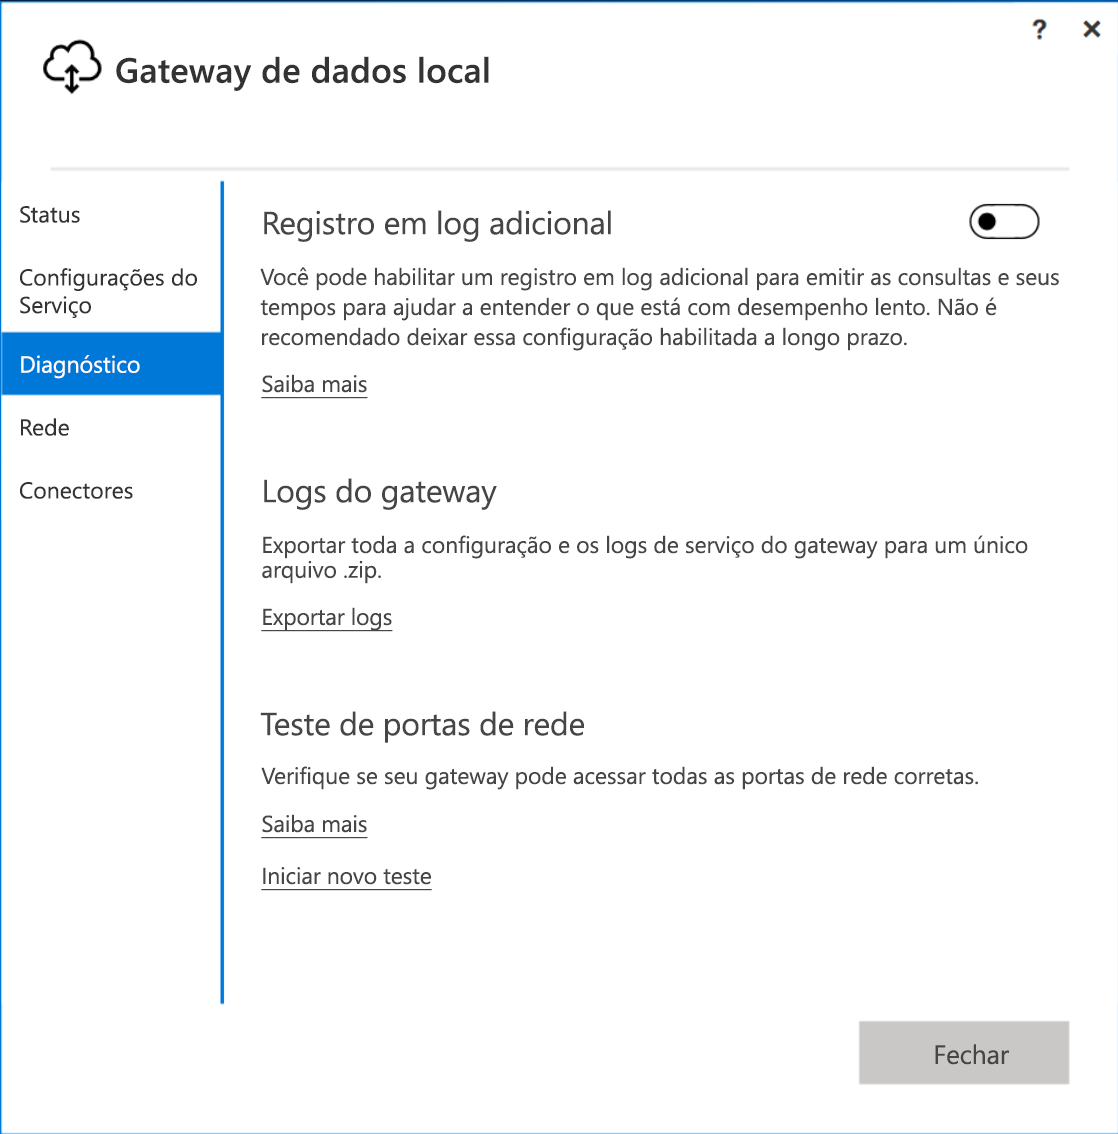 ?
×
Gateway de dados local
Status
Configurações do
Serviço
Diagnóstico
Rede
Conectores
Registro em log adicional
Você pode habilitar um registro em log adicional para emitir as consultas e seus
tempos para ajudar a entender o que está com desempenho lento. Não é
recomendado deixar essa configuração habilitada a longo prazo.
Saiba mais
Logs do gateway
Exportar toda a configuração e os logs de serviço do gateway para um único
arquivo .zip.
Exportar logs
Teste de portas de rede
Verifique se seu gateway pode acessar todas as portas de rede corretas.
Saiba mais
Iniciar novo teste
Fechar